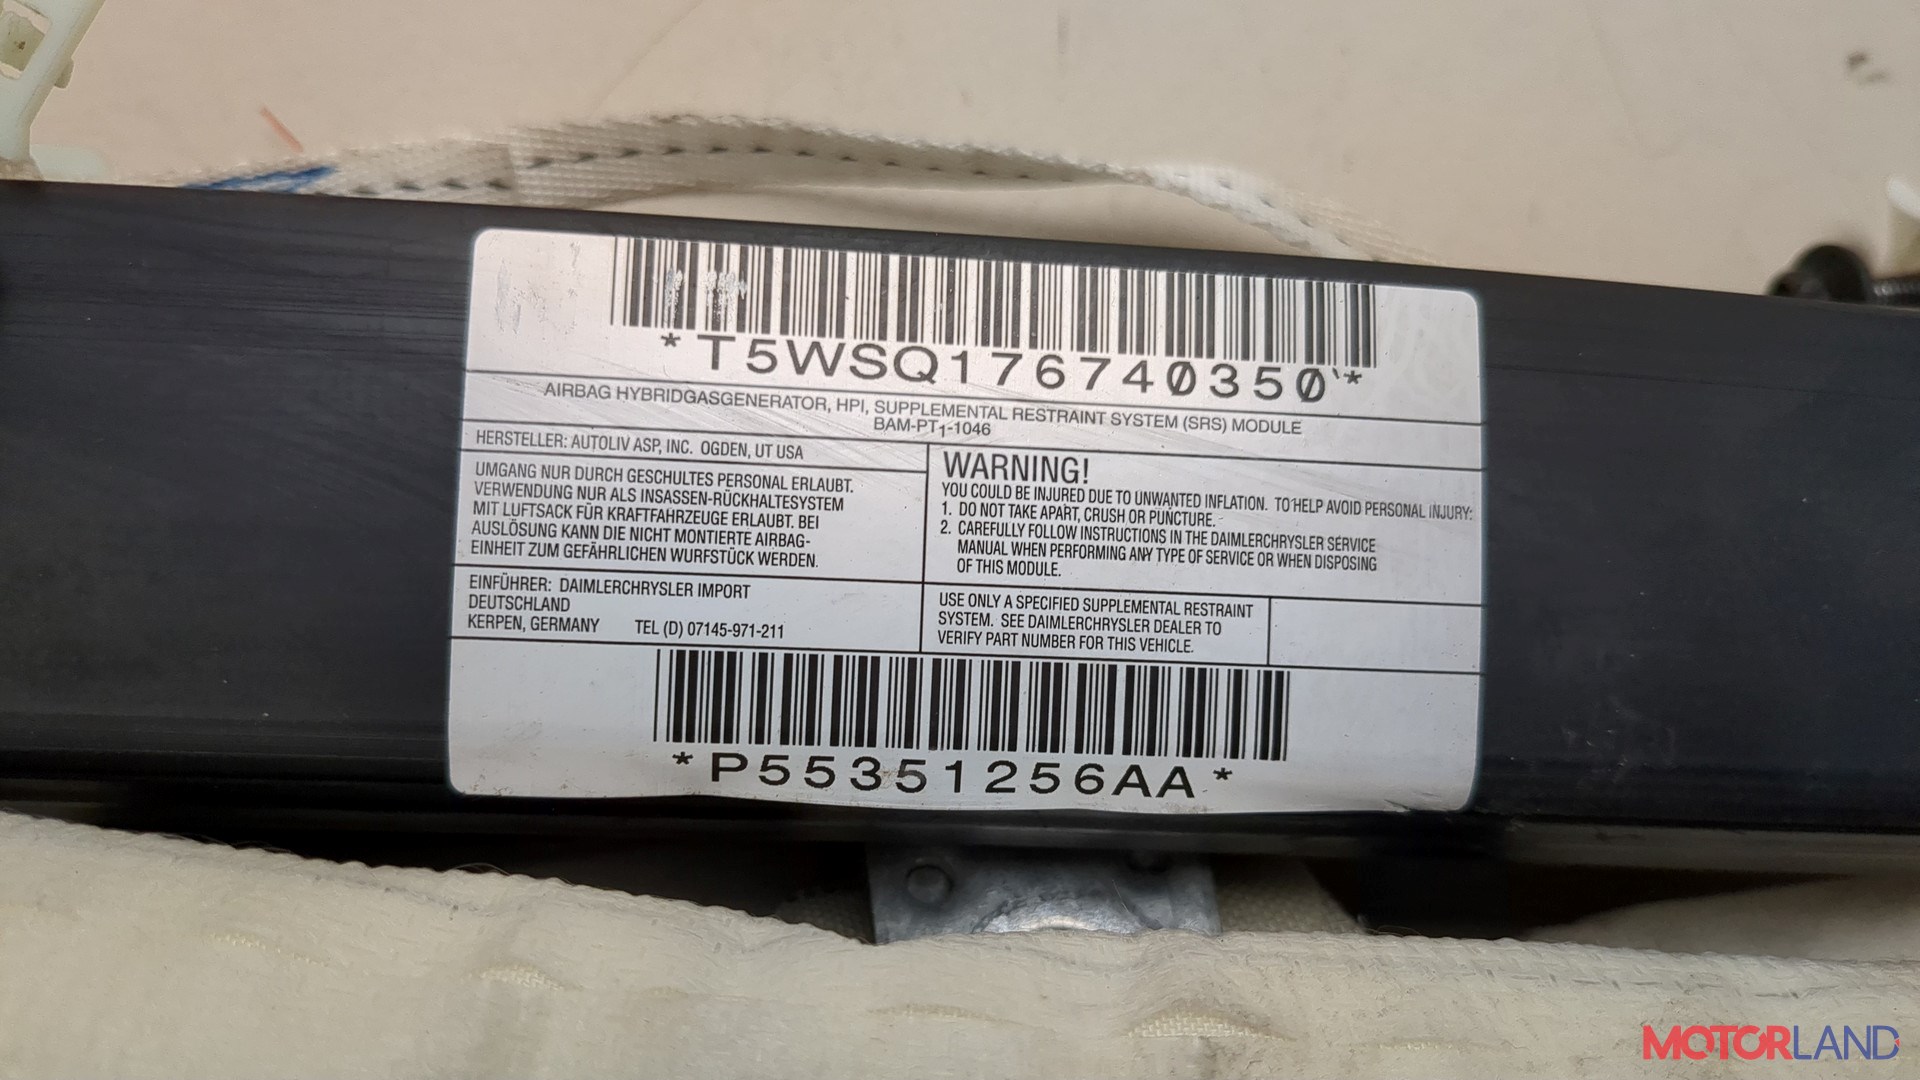 *T5WSQ176740350*
AIRBAG HYBRIDGASGENERATOR, HPI, SUPPLEMENTAL RESTRAINT SYSTEM (SRS) MODULE
BAM-PT1-1046
HERSTELLER: AUTOLIV ASP, INC. OGDEN, UT USA
UMGANG NUR DURCH GESCHULTES PERSONAL ERLAUBT.
VERWENDUNG NUR ALS INSASSEN-RÜCKHALTESYSTEM
MIT LUFTSACK FÜR KRAFTFAHRZEUGE ERLAUBT. BEI
AUSLÖSUNG KANN DIE NICHT MONTIERTE AIRBAG-
EINHEIT ZUM GEFÄHRLICHEN WURFSTÜCK WERDEN.
EINFÜHRER: DAIMLERCHRYSLER IMPORT
DEUTSCHLAND
KERPEN, GERMANY TEL (D) 07145-971-211
WARNING!
YOU COULD BE INJURED DUE TO UNWANTED INFLATION. TO HELP AVOID PERSONAL INJURY:
1. DO NOT TAKE APART, CRUSH OR PUNCTURE.
2. CAREFULLY FOLLOW INSTRUCTIONS IN THE DAIMLERCHRYSLER SERVICE
MANUAL WHEN PERFORMING ANY TYPE OF SERVICE OR WHEN DISPOSING
OF THIS MODULE.
USE ONLY A SPECIFIED SUPPLEMENTAL RESTRAINT
SYSTEM. SEE DAIMLERCHRYSLER DEALER TO
VERIFY PART NUMBER FOR THIS VEHICLE.
*P55351256AA*
MOTORLAND